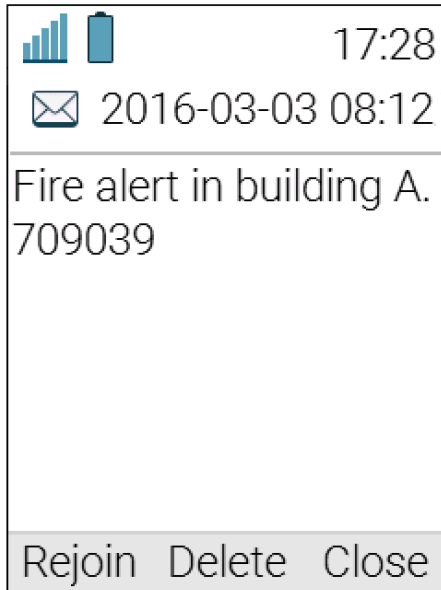 17:28
2016-03-03 08:12
Fire alert in building A.
709039
Rejoin Delete Close